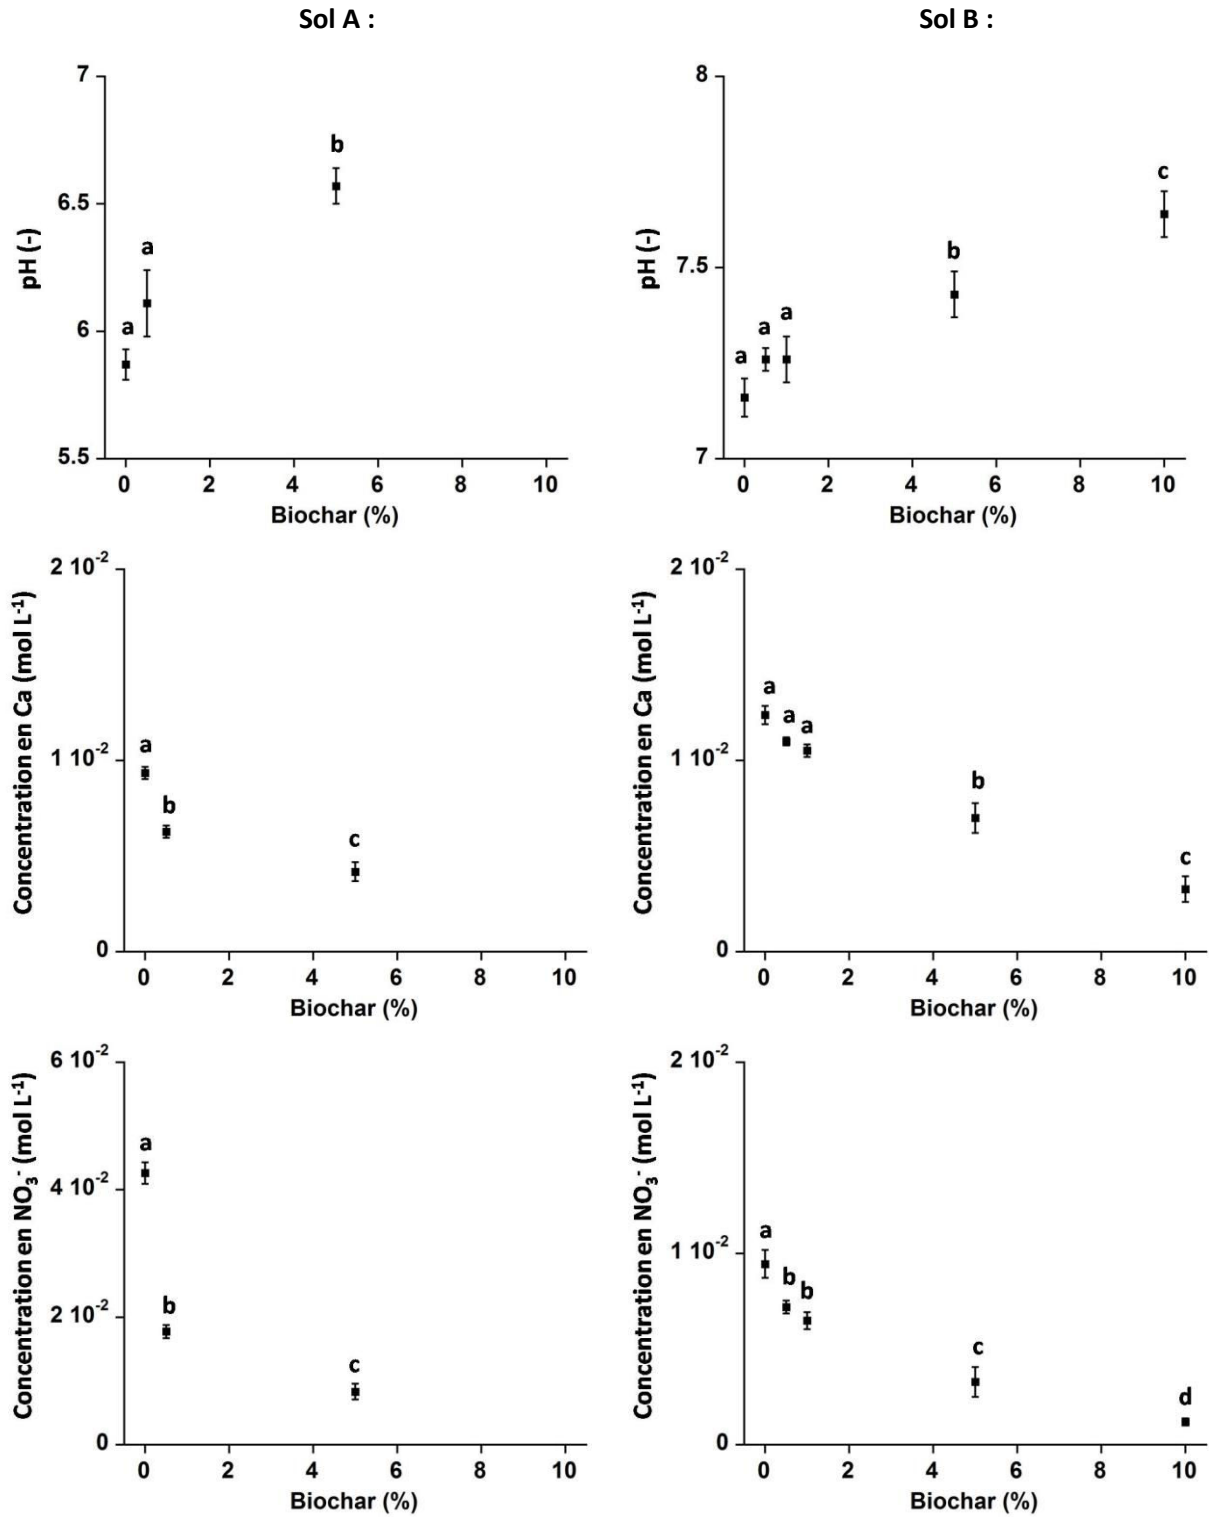 Sol A :
Sol B :
7
6.5
6
5.5
pH (-)
b
a
a
0 2 4 6 8 10
Biochar (%)
8
7.5
7
pH (-)
c
b
a
a
a
0 2 4 6 8 10
Biochar (%)
2 10⁻²
1 10⁻²
0
Concentration en Ca (mol L⁻¹)
a
b
c
0 2 4 6 8 10
Biochar (%)
2 10⁻²
1 10⁻²
0
Concentration en Ca (mol L⁻¹)
a
a
a
b
c
0 2 4 6 8 10
Biochar (%)
6 10⁻²
4 10⁻²
2 10⁻²
0
Concentration en NO₃⁻ (mol L⁻¹)
a
b
c
0 2 4 6 8 10
Biochar (%)
2 10⁻²
1 10⁻²
0
Concentration en NO₃⁻ (mol L⁻¹)
a
b
b
c
d
0 2 4 6 8 10
Biochar (%)